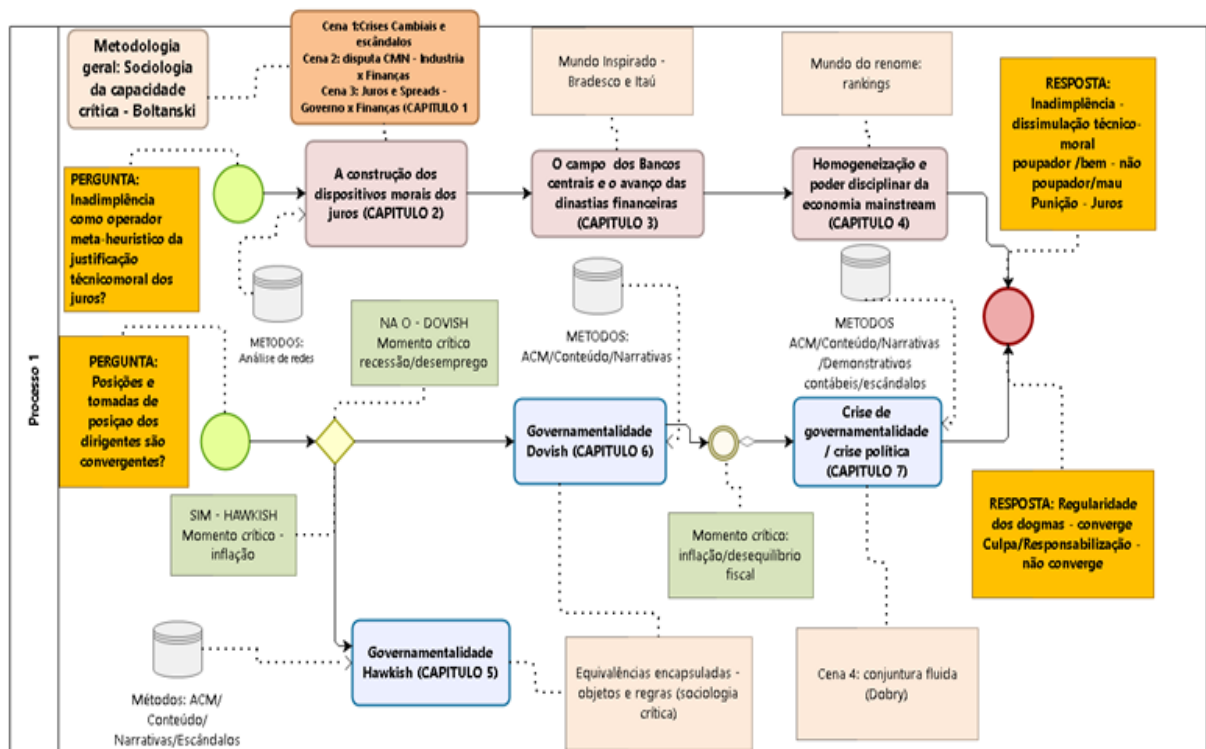 Processo 1
Metodologia
geral: Sociologia
da capacidade
crítica - Boltanski
Cena 1:Crises Cambiais e
escândalos
Cena 2: disputa CMN - Industria
x Finanças
Cena 3: Juros e Spreads -
Governo x Finanças (CAPITULO 1
Mundo Inspirado -
Bradesco e Itaú
Mundo do renome:
rankings
RESPOSTA:
Inadimplência -
dissimulação técnico-
moral
poupador /bem - não
poupador/mau
Punição - Juros
PERGUNTA:
Inadimplência
como operador
meta-heuristico da
justificação
técnicomoral dos
juros?
A construção dos
dispositivos morais dos
juros (CAPITULO 2)
O campo dos Bancos
centrais e o avanço das
dinastias financeiras
(CAPITULO 3)
Homogeneização e
poder disciplinar da
economia mainstream
(CAPITULO 4)
METODOS:
Análise de redes
NA O - DOVISH
Momento crítico
recessão/desemprego
METODOS:
ACM/Conteúdo/Narrativas
METODOS
ACM/Conteúdo/Narrativas
/Demonstrativos
contábeis/escândalos
PERGUNTA:
Posições e
tomadas de
posiçao dos
dirigentes são
convergentes?
Governamentalidade
Dovish (CAPITULO 6)
Crise de
governamentalidade
/ crise política
(CAPITULO 7)
SIM - HAWKISH
Momento crítico -
inflação
Momento crítico:
inflação/desequilíbrio
fiscal
RESPOSTA: Regularidade
dos dogmas - converge
Culpa/Responsabilização -
não converge
Métodos: ACM/
Conteúdo/
Narrativas/Escándalos
Governamentalidade
Hawkish (CAPITULO 5)
Equivalências encapsuladas -
objetos e regras (sociologia
crítica)
Cena 4: conjuntura fluida
(Dobry)